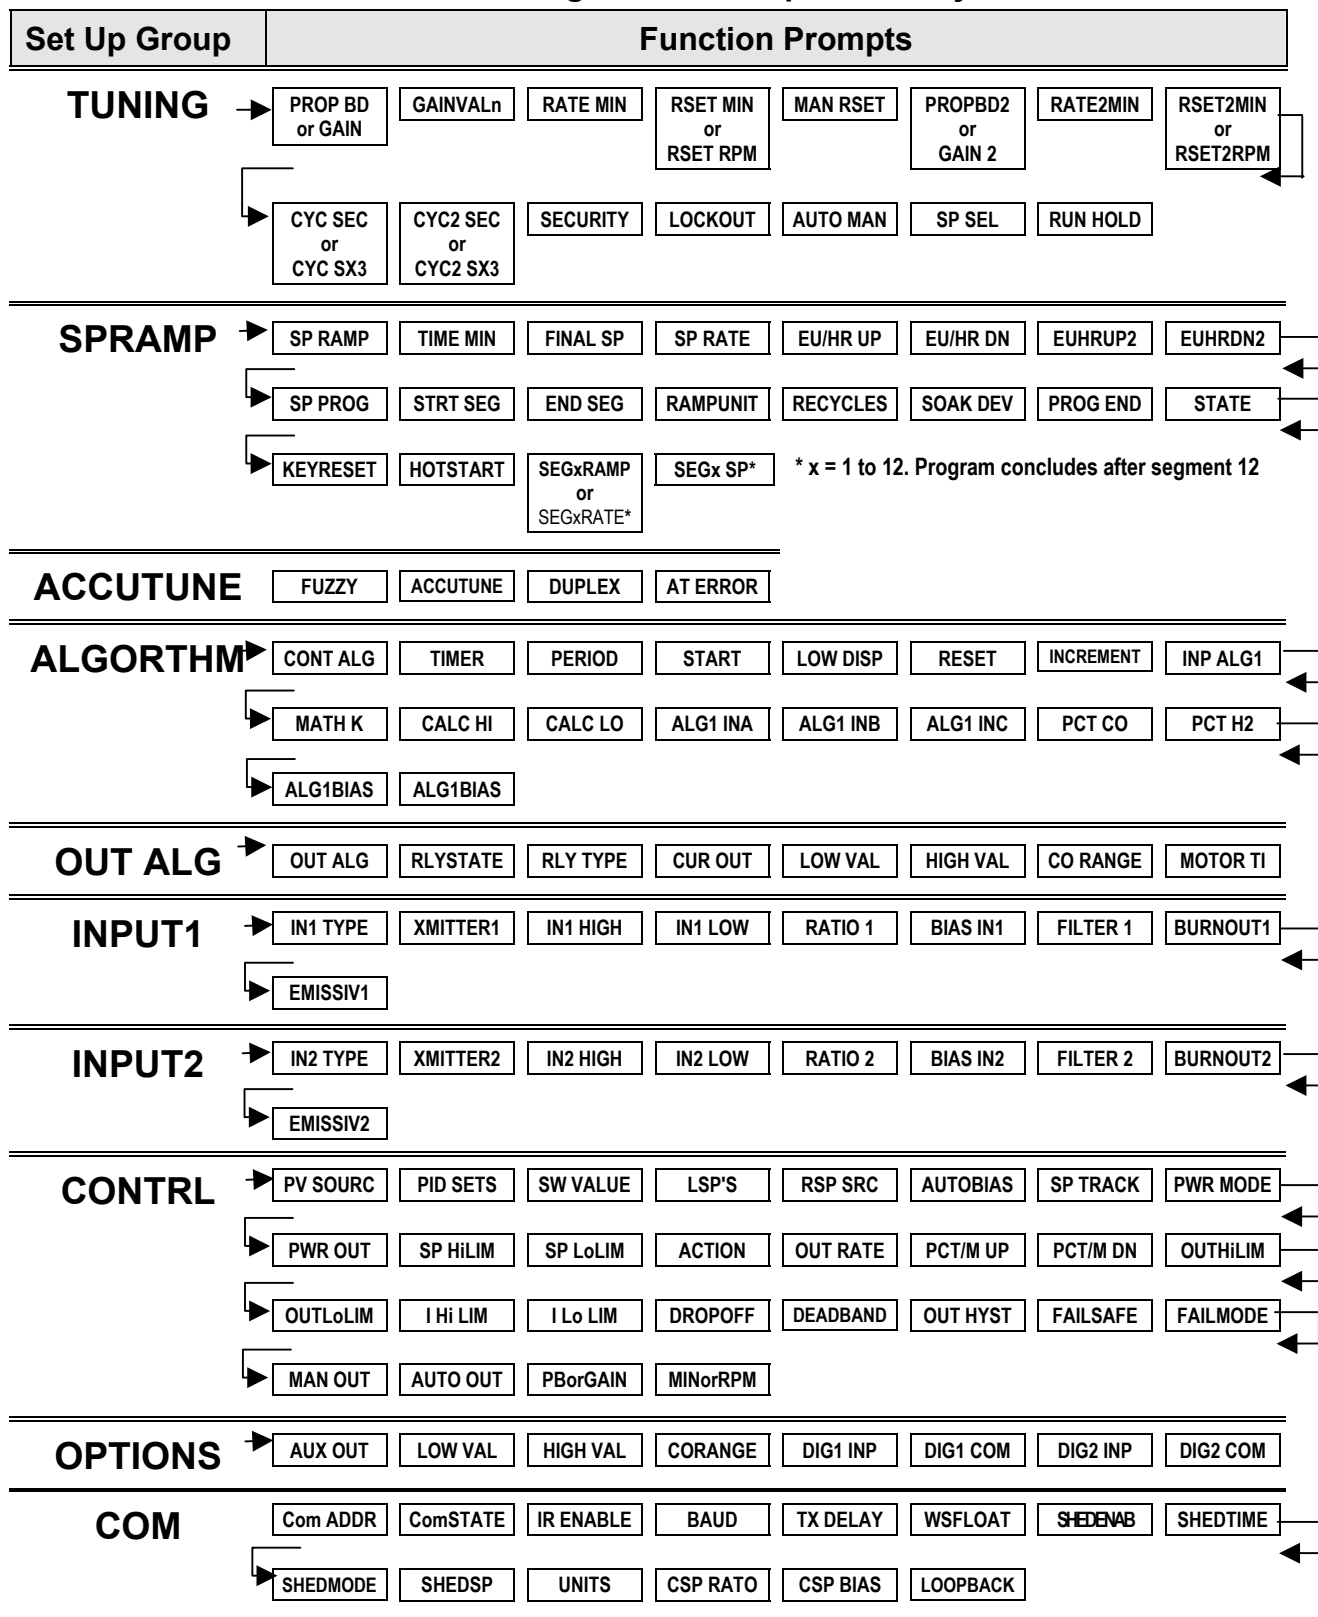 Set Up Group Function Prompts
TUNING PROP BD or GAIN GAINVALn RATE MIN RSET MIN or RSET RPM MAN RSET PROPBD2 or GAIN 2 RATE2MIN RSET2MIN or RSET2RPM
CYC SEC or CYC SX3 CYC2 SEC or CYC2 SX3 SECURITY LOCKOUT AUTO MAN SP SEL RUN HOLD
SPRAMP SP RAMP TIME MIN FINAL SP SP RATE EU/HR UP EU/HR DN EUHRUP2 EUHRDN2
SP PROG STRT SEG END SEG RAMPUNIT RECYCLES SOAK DEV PROG END STATE
KEYRESET HOTSTART SEGxRAMP or SEGxRATE* SEGx SP* * x = 1 to 12. Program concludes after segment 12
ACCUTUNE FUZZY ACCUTUNE DUPLEX AT ERROR
ALGORTHM CONT ALG TIMER PERIOD START LOW DISP RESET INCREMENT INP ALG1
MATH K CALC HI CALC LO ALG1 INA ALG1 INB ALG1 INC PCT CO PCT H2
ALG1BIAS ALG1BIAS
OUT ALG OUT ALG RLYSTATE RLY TYPE CUR OUT LOW VAL HIGH VAL CO RANGE MOTOR TI
INPUT1 IN1 TYPE XMITTER1 IN1 HIGH IN1 LOW RATIO 1 BIAS IN1 FILTER 1 BURNOUT1
EMISSIV1
INPUT2 IN2 TYPE XMITTER2 IN2 HIGH IN2 LOW RATIO 2 BIAS IN2 FILTER 2 BURNOUT2
EMISSIV2
CONTRL PV SOURC PID SETS SW VALUE LSP'S RSP SRC AUTOBIAS SP TRACK PWR MODE
PWR OUT SP HiLIM SP LoLIM ACTION OUT RATE PCT/M UP PCT/M DN OUTHiLIM
OUTLoLIM I Hi LIM I Lo LIM DROPOFF DEADBAND OUT HYST FAILSAFE FAILMODE
MAN OUT AUTO OUT PBorGAIN MINorRPM
OPTIONS AUX OUT LOW VAL HIGH VAL CORANGE DIG1 INP DIG1 COM DIG2 INP DIG2 COM
COM Com ADDR ComSTATE IR ENABLE BAUD TX DELAY WSFLOAT SHEDENAB SHEDTIME
SHEDMODE SHEDSP UNITS CSP RATO CSP BIAS LOOPBACK